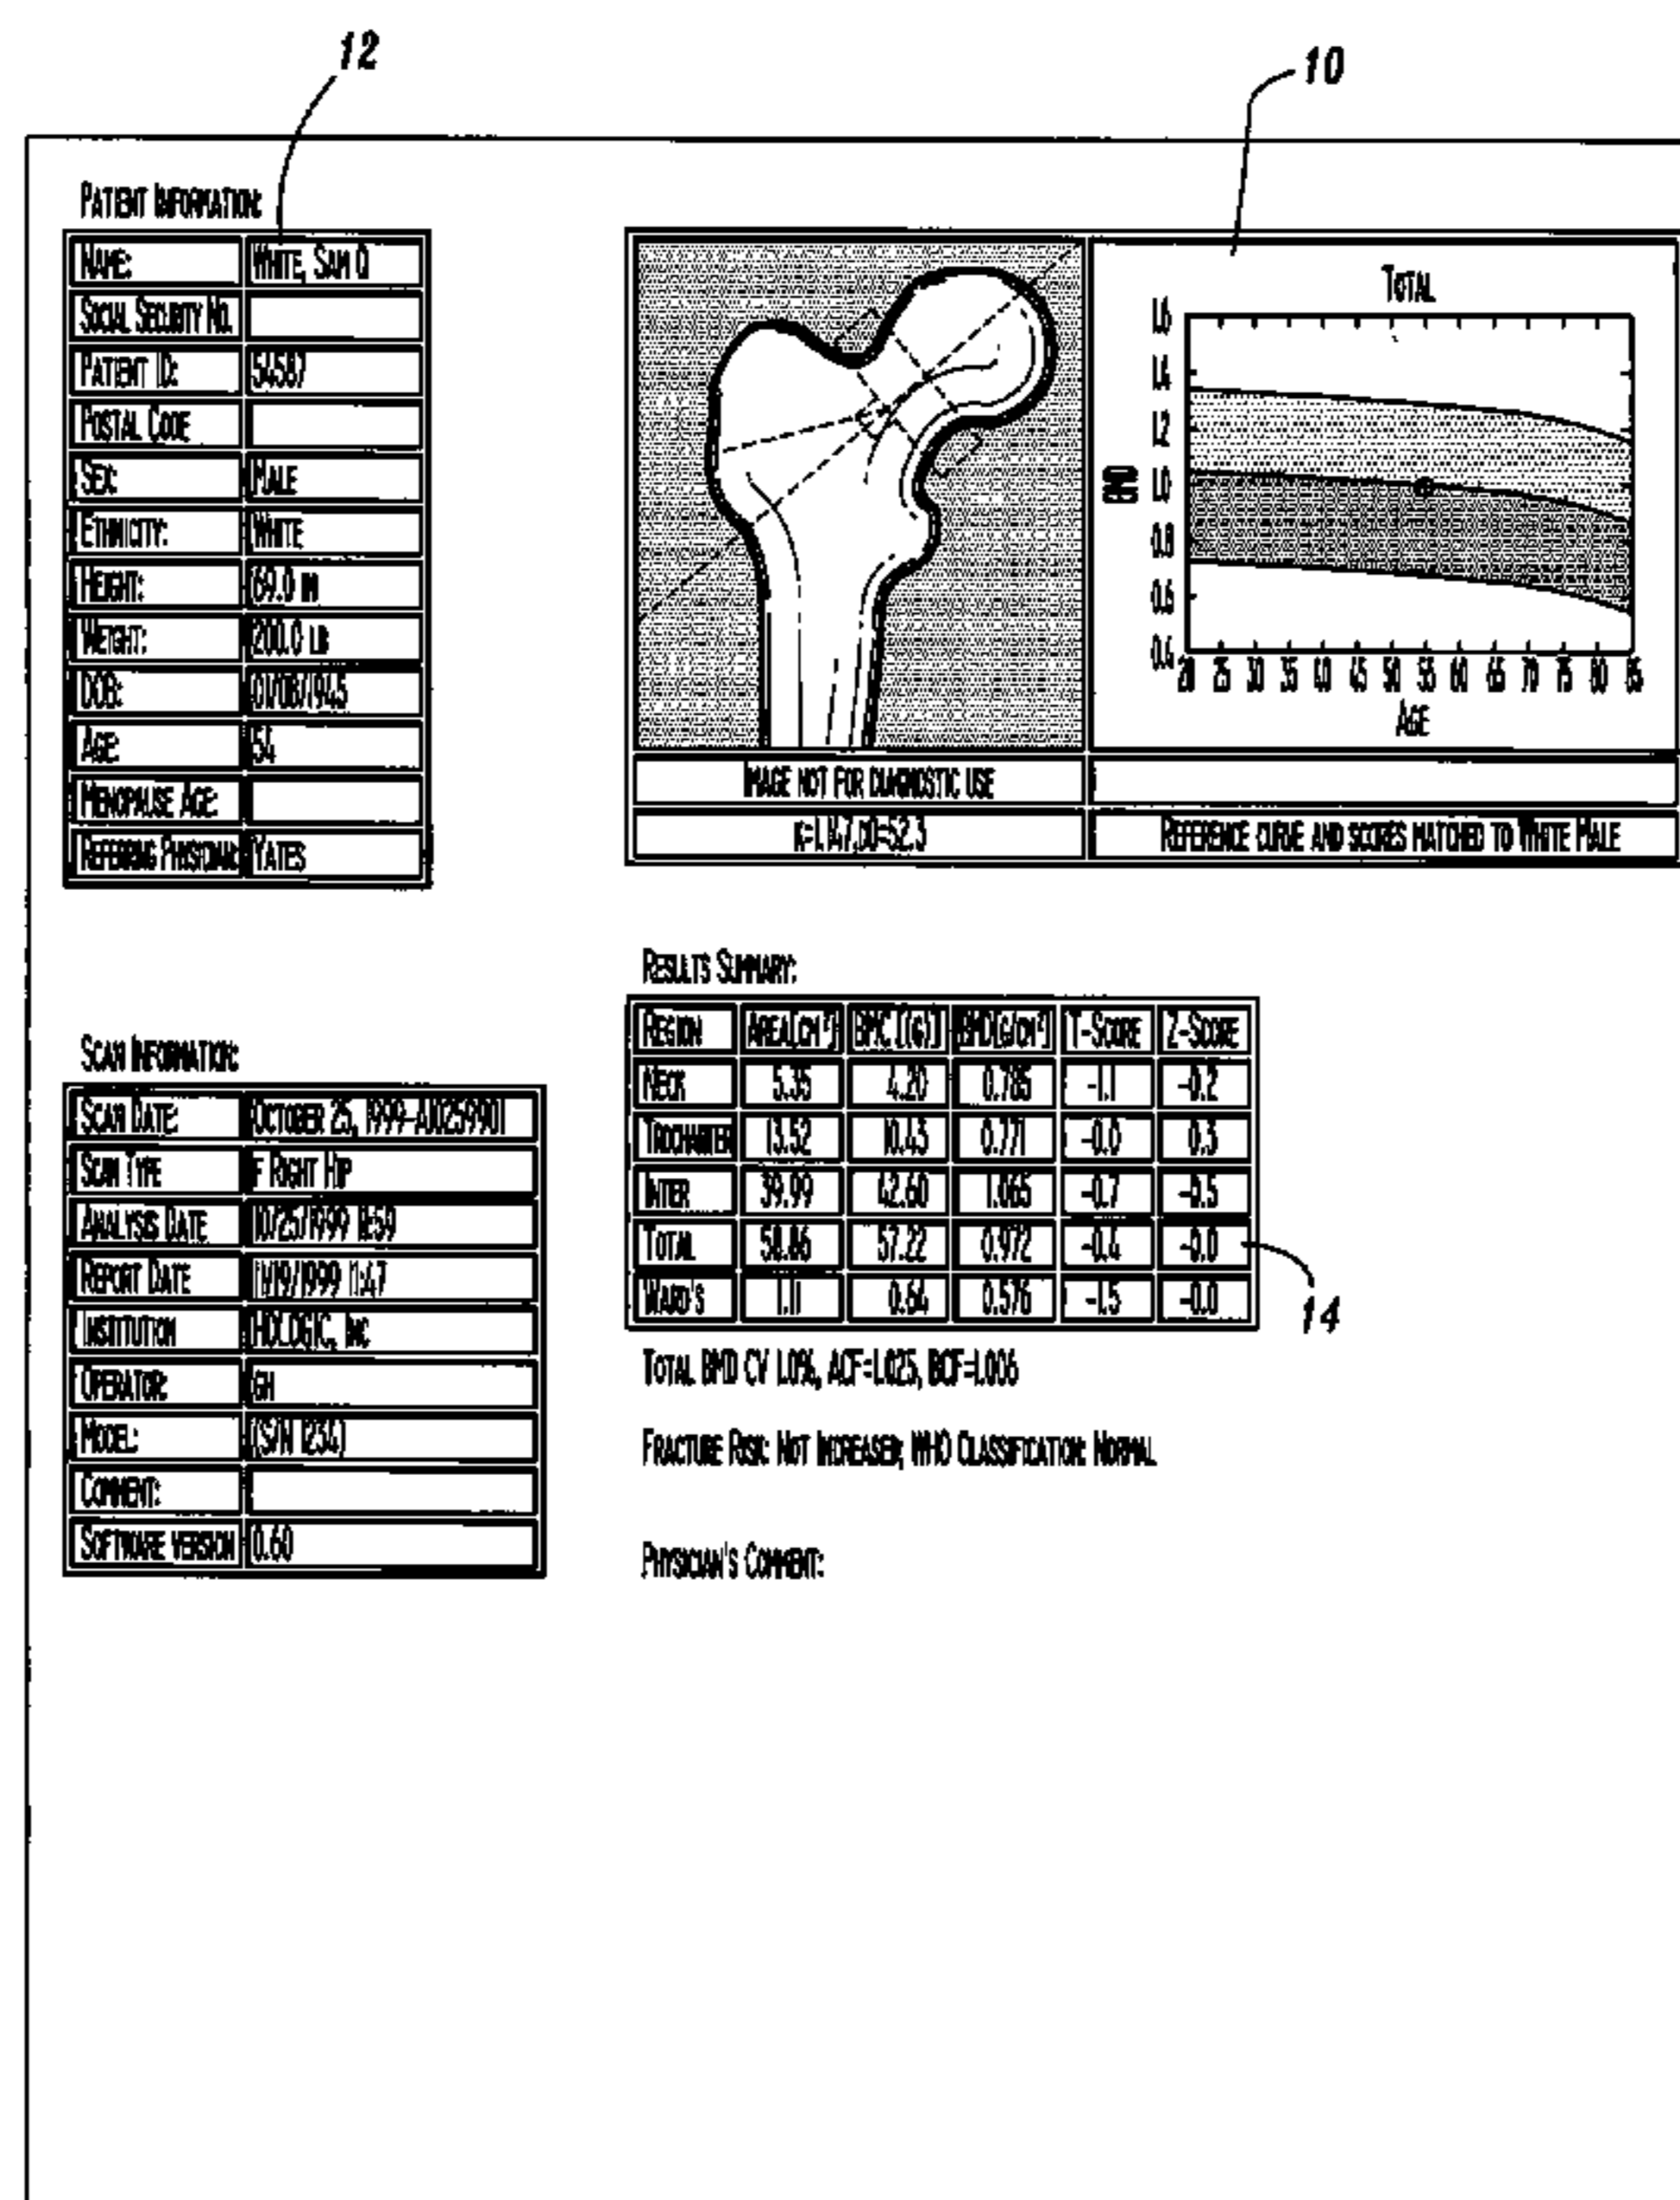 12
10
PATIENT INFORMATION:
NAME: WHITE, SAM Q
SOCIAL SECURITY NO.
PATIENT ID: 54587
POSTAL CODE
SEX: MALE
ETHNICITY: WHITE
HEIGHT: 69.0 IN
WEIGHT: 200.0 LB
DOB: 01/08/1945
AGE: 54
MENOPAUSE AGE:
REFERRING PHYSICIAN: YATES
TOTAL
1.6
1.4
1.2
BMD 1.0
0.8
0.6
0.4
20 25 30 35 40 45 50 55 60 65 70 75 80 85
AGE
IMAGE NOT FOR DIAGNOSTIC USE
K=1.147,D0=52.3
REFERENCE CURVE AND SCORES MATCHED TO WHITE MALE
SCAN INFORMATION:
SCAN DATE: OCTOBER 25, 1999-A10259901
SCAN TYPE F RIGHT HIP
ANALYSIS DATE 10/25/1999
REPORT DATE 11/19/1999 11:47
INSTITUTION HOLOGIC, INC
OPERATOR: GH
MODEL: (S/N 1234)
COMMENT:
SOFTWARE VERSION 0.60
RESULTS SUMMARY:
REGION AREA[CM²] BMC [(G)] BMD[G/CM²] T-SCORE Z-SCORE
NECK 5.35 4.20 0.785 -1.1 -0.2
13.52 10.43 0.771 -0.0 0.3
INTER 39.99 42.60 1.065 -0.7 -0.5
TOTAL 58.86 57.22 0.972 -0.4 -0.0
WARD'S 1.11 0.64 0.576 -1.5 -0.0
14
TOTAL BMD CV 1.0%, ACF=1.025, BCF=1.006
FRACTURE RISK: NOT INCREASED; WHO CLASSIFICATION: NORMAL
PHYSICIAN'S COMMENT: